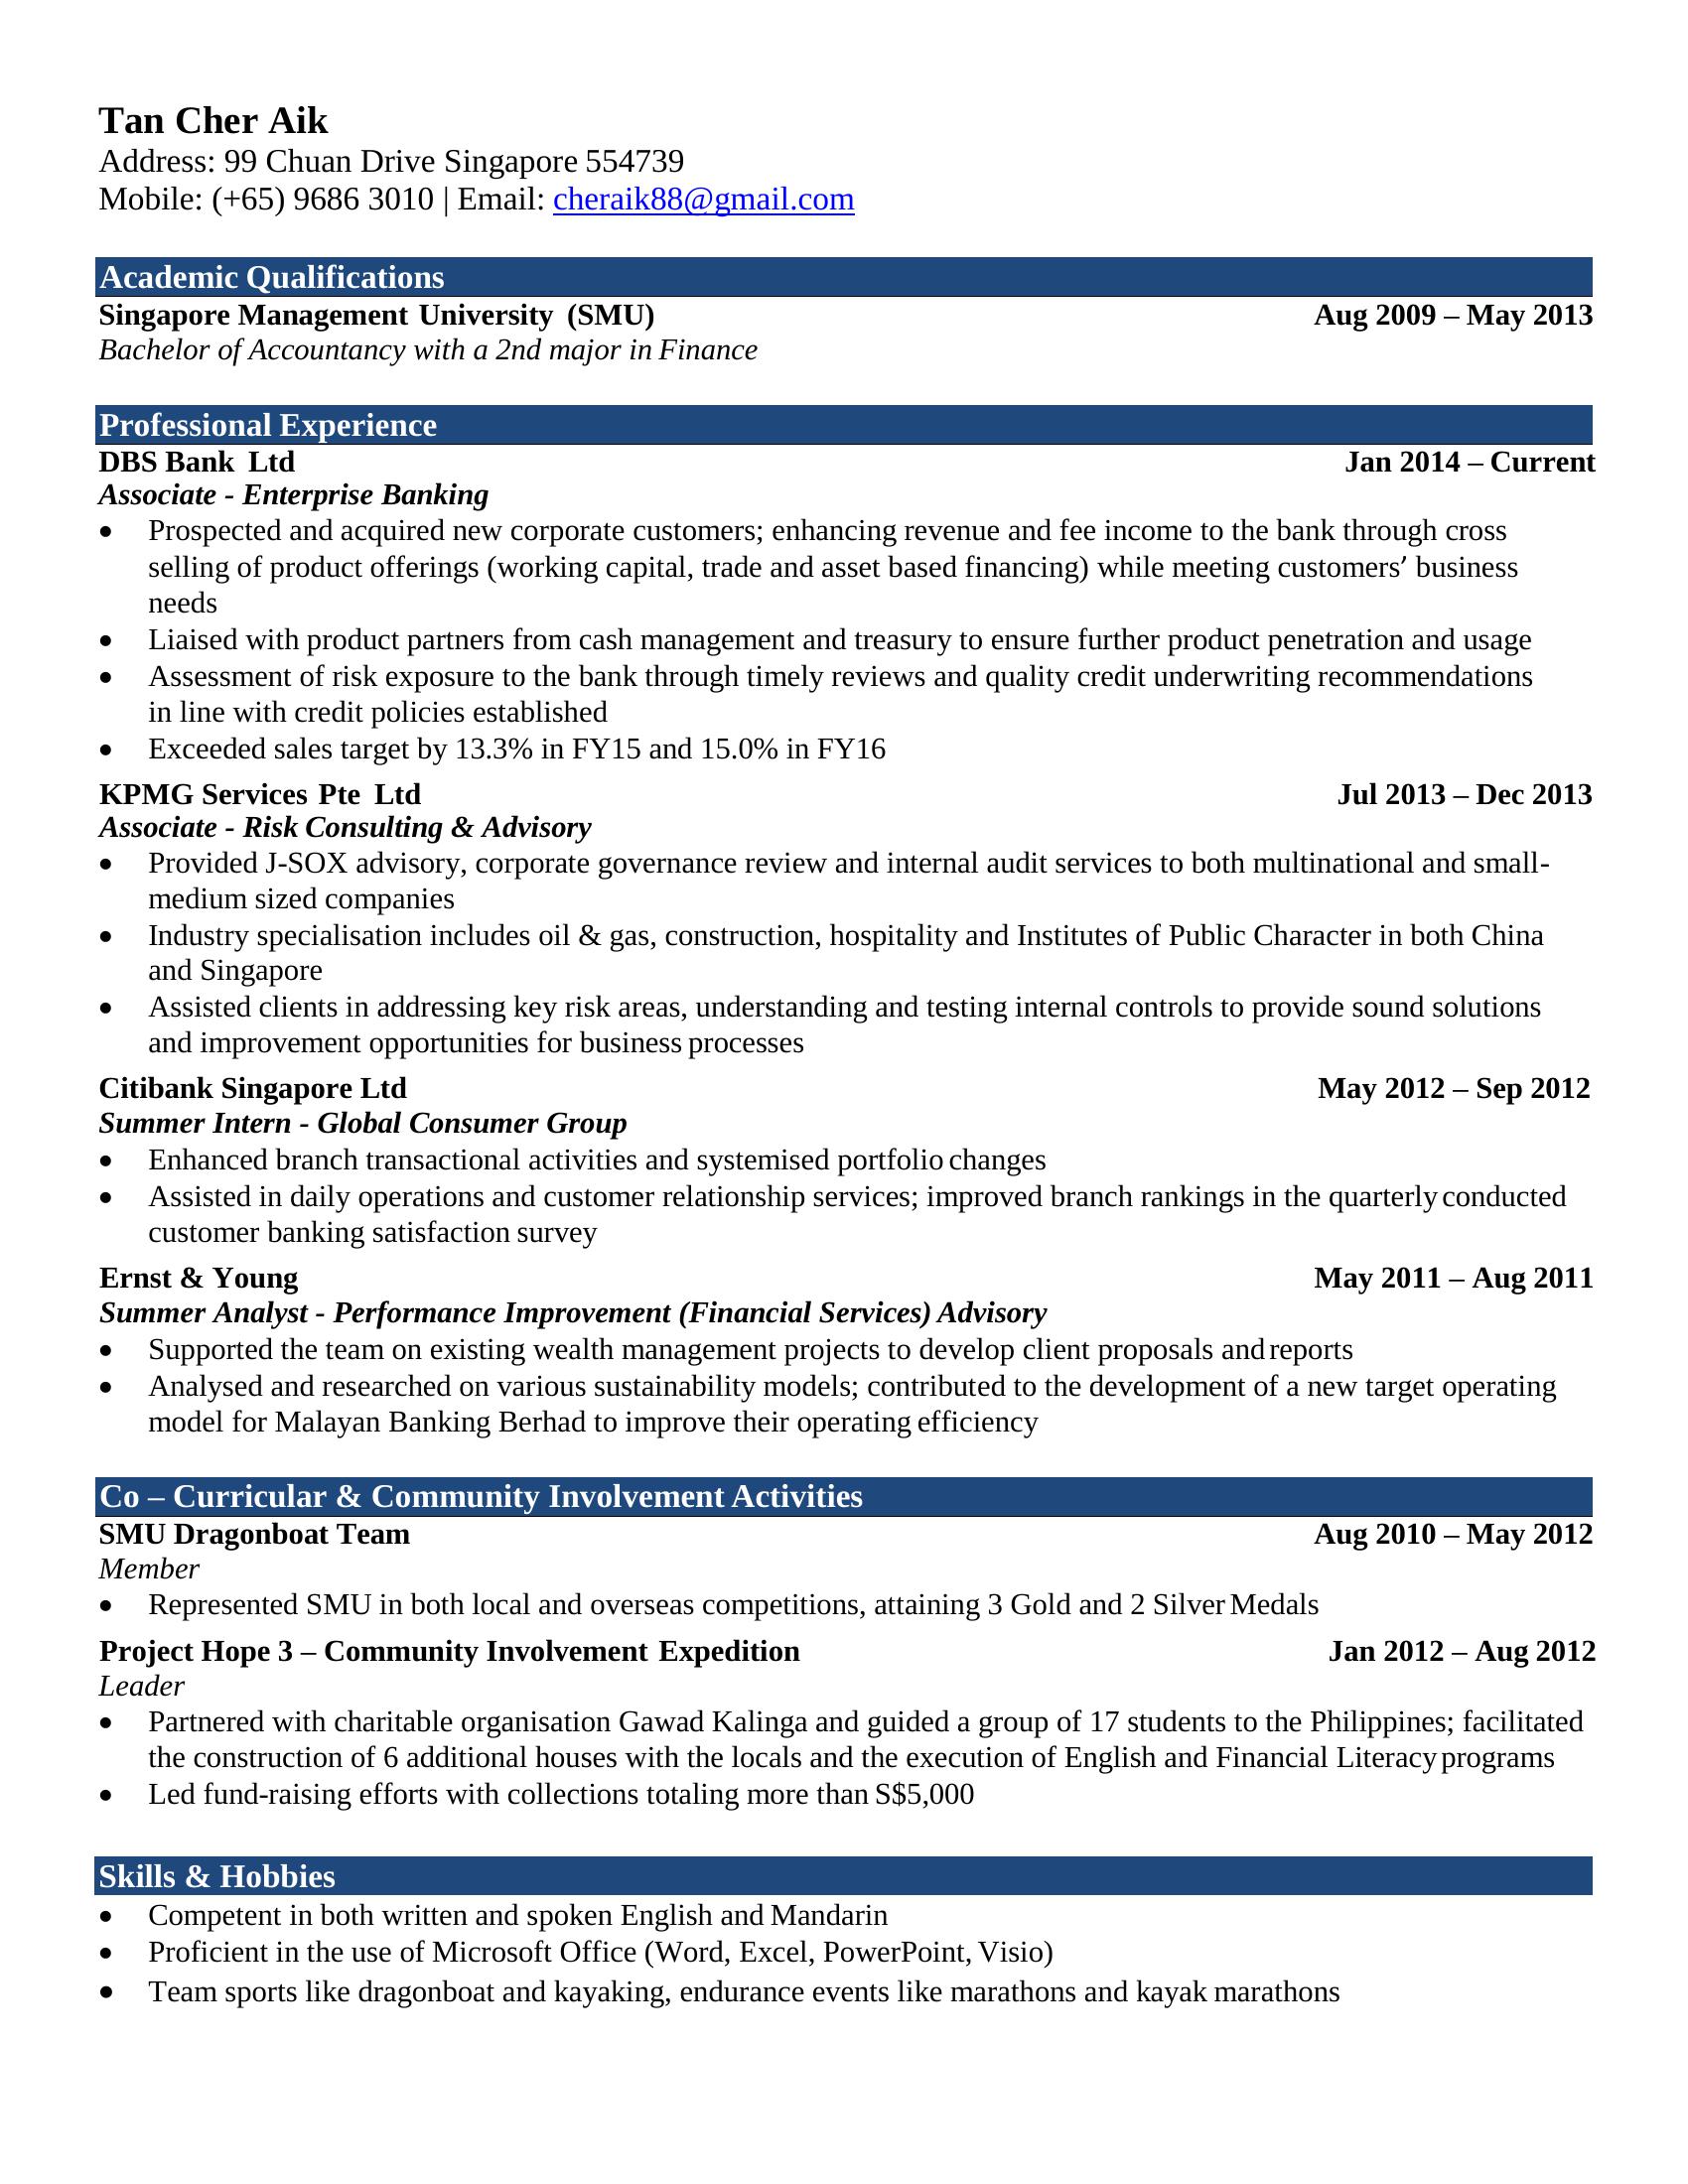 Tan Cher Aik
Address: 99 Chuan Drive Singapore 554739
Mobile: (+65) 9686 3010 | Email: cheraik88@gmail.com
Academic Qualifications
Singapore Management University (SMU) Aug 2009 – May 2013
Bachelor of Accountancy with a 2nd major in Finance
Professional Experience
DBS Bank Ltd Jan 2014 – Current
Associate - Enterprise Banking
• Prospected and acquired new corporate customers; enhancing revenue and fee income to the bank through cross
selling of product offerings (working capital, trade and asset based financing) while meeting customers’ business
needs
• Liaised with product partners from cash management and treasury to ensure further product penetration and usage
• Assessment of risk exposure to the bank through timely reviews and quality credit underwriting recommendations
in line with credit policies established
• Exceeded sales target by 13.3% in FY15 and 15.0% in FY16
KPMG Services Pte Ltd Jul 2013 – Dec 2013
Associate - Risk Consulting & Advisory
• Provided J-SOX advisory, corporate governance review and internal audit services to both multinational and small-
medium sized companies
• Industry specialisation includes oil & gas, construction, hospitality and Institutes of Public Character in both China
and Singapore
• Assisted clients in addressing key risk areas, understanding and testing internal controls to provide sound solutions
and improvement opportunities for business processes
Citibank Singapore Ltd May 2012 – Sep 2012
Summer Intern - Global Consumer Group
• Enhanced branch transactional activities and systemised portfolio changes
• Assisted in daily operations and customer relationship services; improved branch rankings in the quarterly conducted
customer banking satisfaction survey
Ernst & Young May 2011 – Aug 2011
Summer Analyst - Performance Improvement (Financial Services) Advisory
• Supported the team on existing wealth management projects to develop client proposals and reports
• Analysed and researched on various sustainability models; contributed to the development of a new target operating
model for Malayan Banking Berhad to improve their operating efficiency
Co – Curricular & Community Involvement Activities
SMU Dragonboat Team Aug 2010 – May 2012
Member
• Represented SMU in both local and overseas competitions, attaining 3 Gold and 2 Silver Medals
Project Hope 3 – Community Involvement Expedition Jan 2012 – Aug 2012
Leader
• Partnered with charitable organisation Gawad Kalinga and guided a group of 17 students to the Philippines; facilitated
the construction of 6 additional houses with the locals and the execution of English and Financial Literacy programs
• Led fund-raising efforts with collections totaling more than S$5,000
Skills & Hobbies
• Competent in both written and spoken English and Mandarin
• Proficient in the use of Microsoft Office (Word, Excel, PowerPoint, Visio)
• Team sports like dragonboat and kayaking, endurance events like marathons and kayak marathons